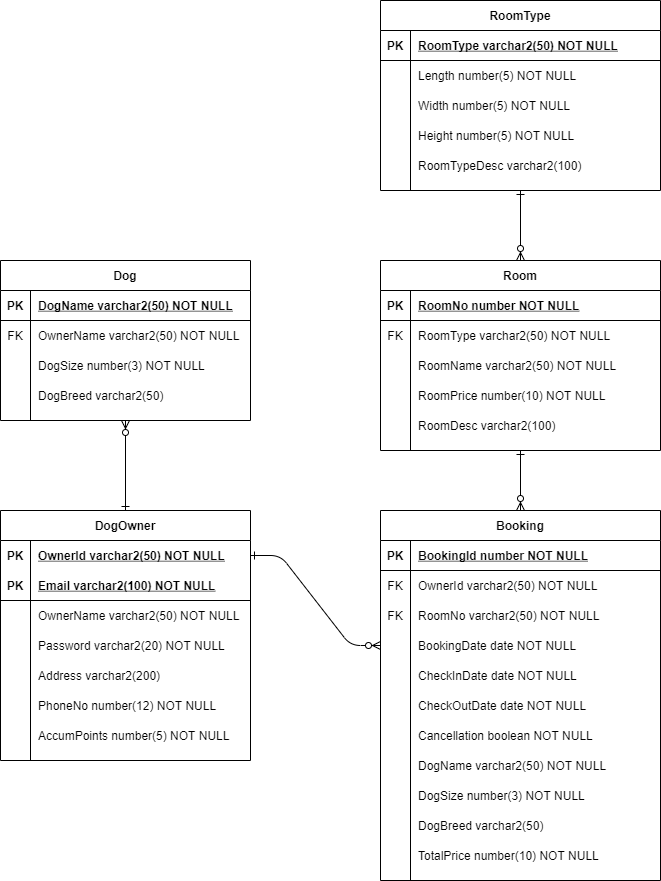 RoomType
PK RoomType varchar2(50) NOT NULL
Length number(5) NOT NULL
Width number(5) NOT NULL
Height number(5) NOT NULL
RoomTypeDesc varchar2(100)
Dog
PK DogName varchar2(50) NOT NULL
FK OwnerName varchar2(50) NOT NULL
DogSize number(3) NOT NULL
DogBreed varchar2(50)
Room
PK RoomNo number NOT NULL
FK RoomType varchar2(50) NOT NULL
RoomName varchar2(50) NOT NULL
RoomPrice number(10) NOT NULL
RoomDesc varchar2(100)
DogOwner
PK OwnerId varchar2(50) NOT NULL
PK Email varchar2(100) NOT NULL
OwnerName varchar2(50) NOT NULL
Password varchar2(20) NOT NULL
Address varchar2(200)
PhoneNo number(12) NOT NULL
AccumPoints number(5) NOT NULL
Booking
PK BookingId number NOT NULL
FK OwnerId varchar2(50) NOT NULL
FK RoomNo varchar2(50) NOT NULL
BookingDate date NOT NULL
CheckInDate date NOT NULL
CheckOutDate date NOT NULL
Cancellation boolean NOT NULL
DogName varchar2(50) NOT NULL
DogSize number(3) NOT NULL
DogBreed varchar2(50)
TotalPrice number(10) NOT NULL